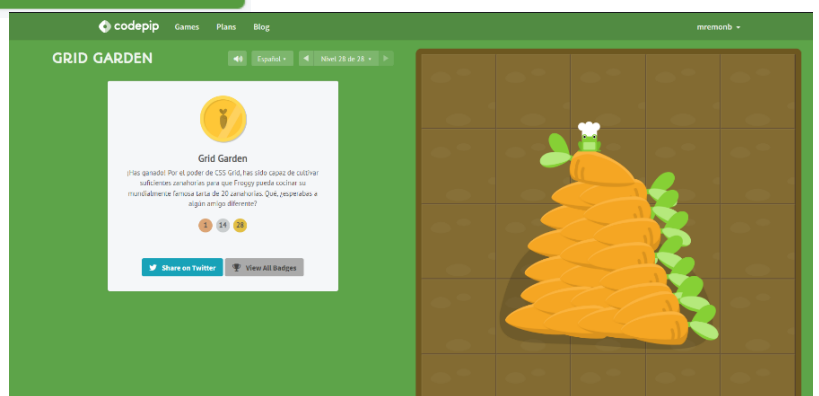 codepip Games Plans Blog mremonb
GRID GARDEN Español Nivel 28 de 28
Grid Garden
¡Has ganado! Por el poder de CSS Grid, has sido capaz de cultivar
suficientes zanahorias para que Froggy pueda cocinar su
mundialmente famosa tarta de 20 zanahorias. Qué, ¿esperabas a
algún amigo diferente?
1 14 28
Share on Twitter View All Badges